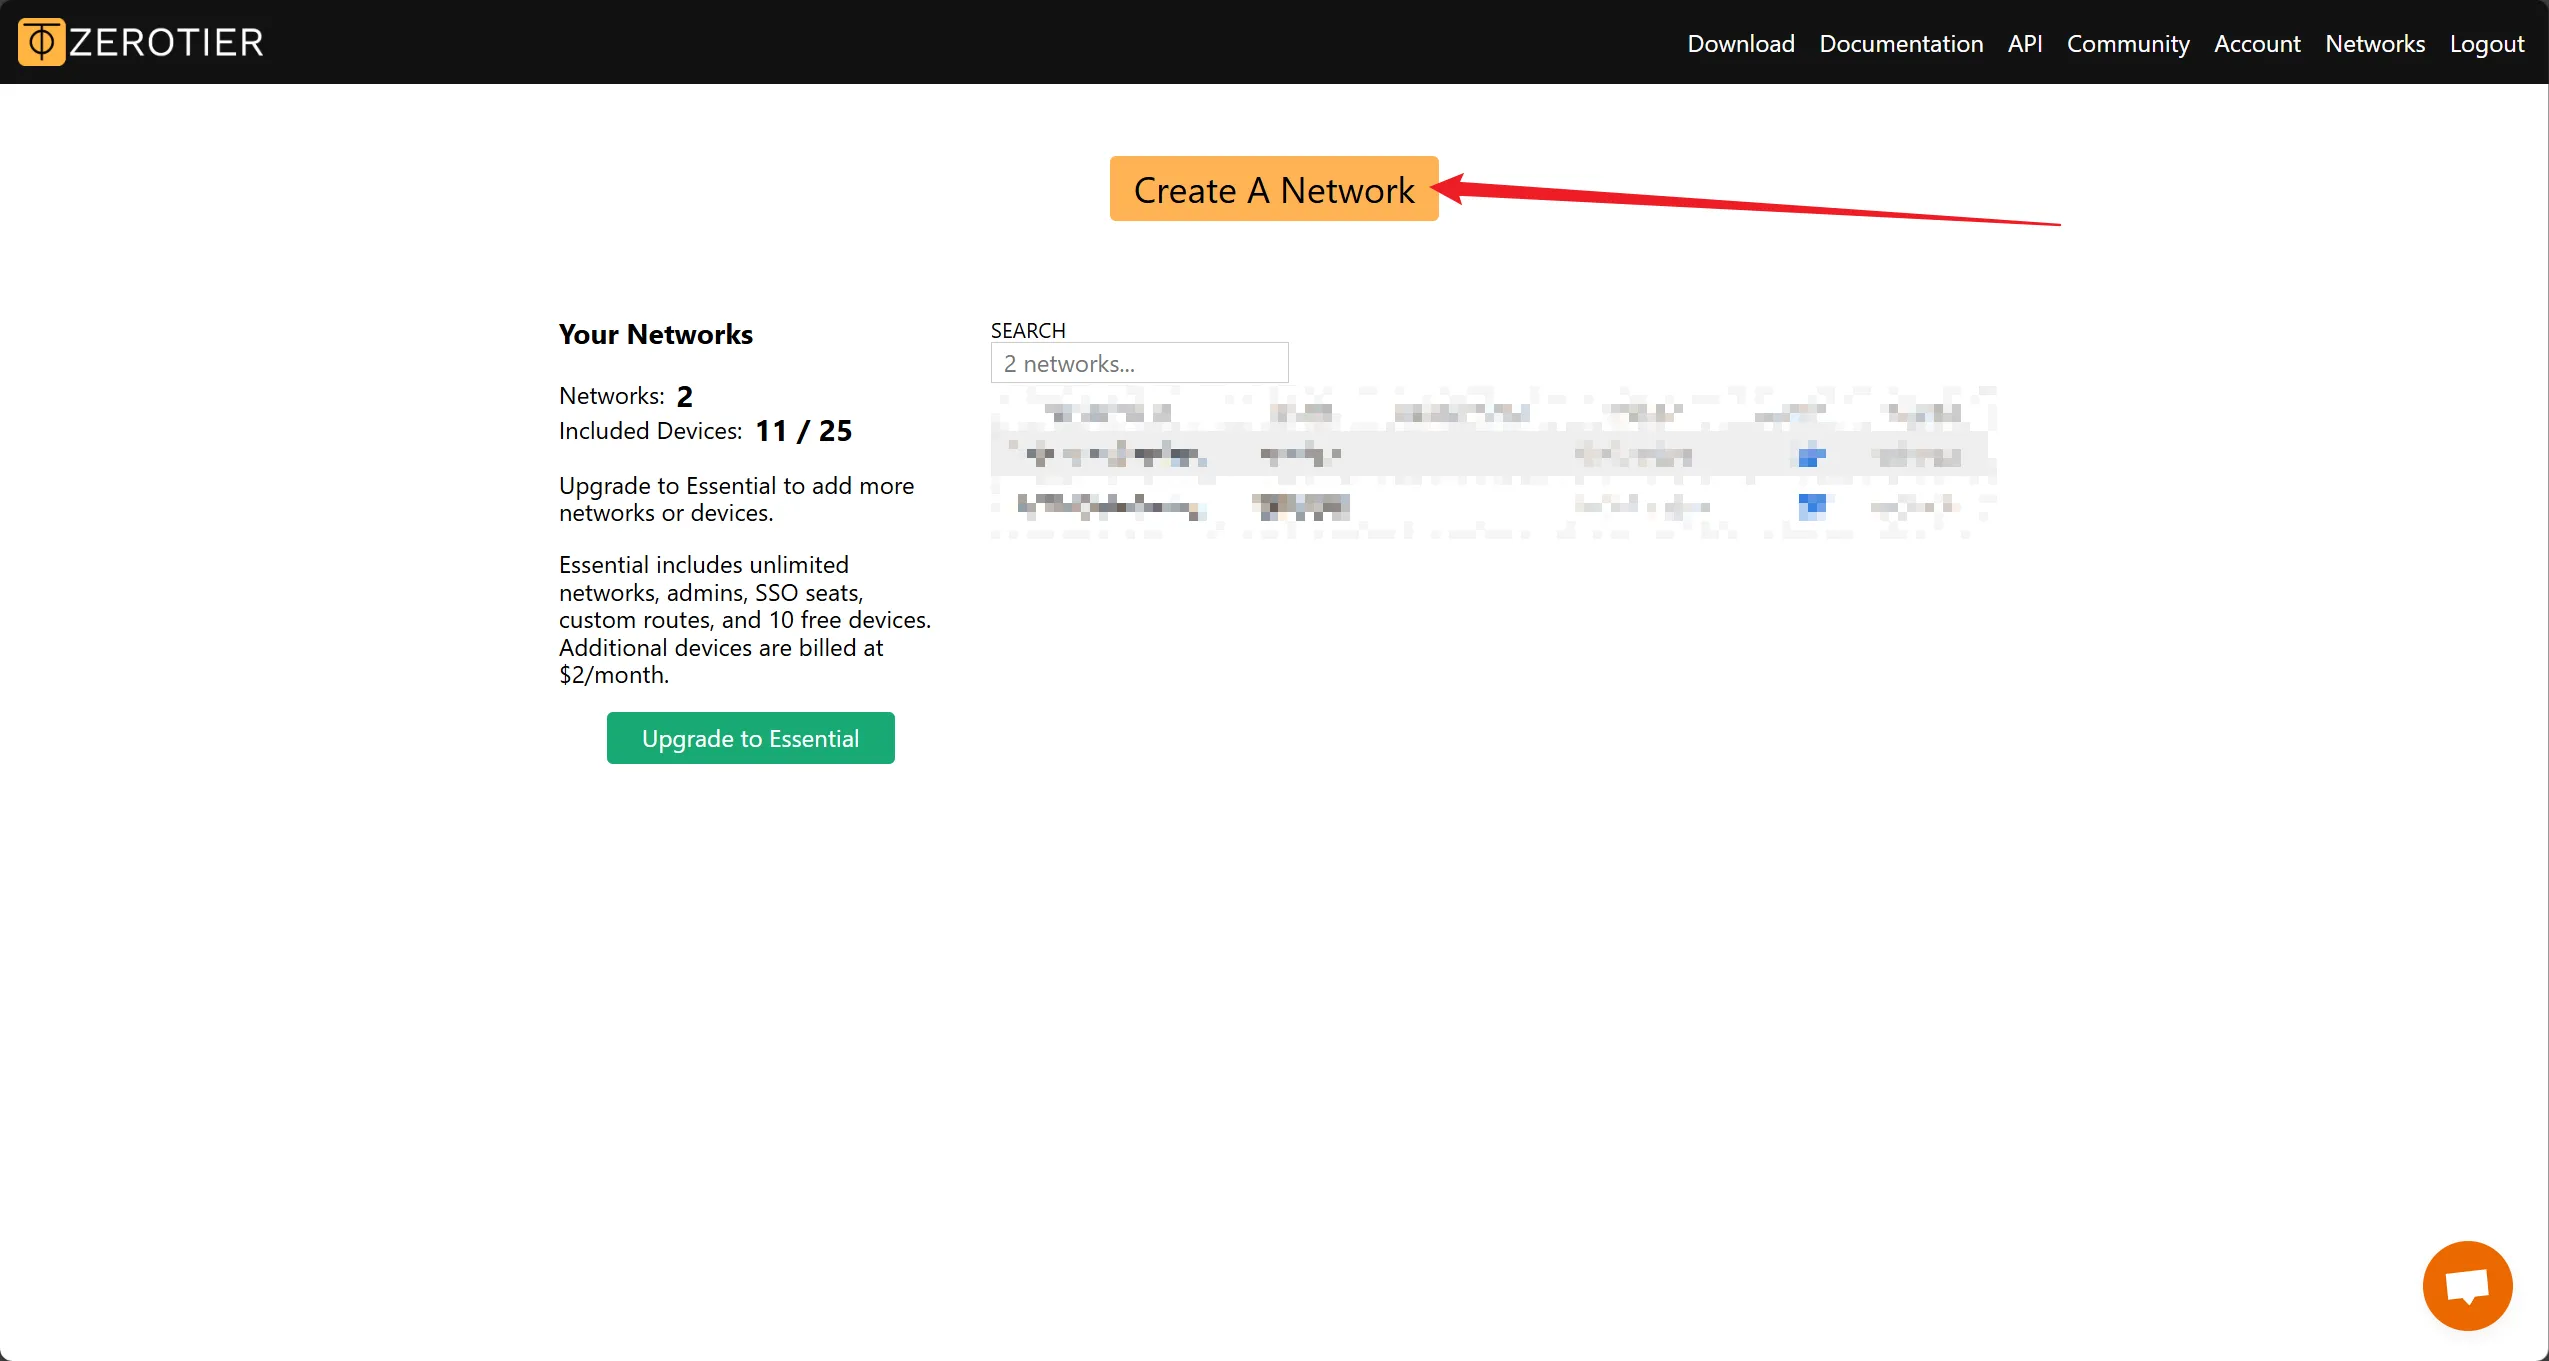 ZEROTIER
Download Documentation API Community Account Networks Logout
Create A Network
Your Networks
Networks: 2
Included Devices: 11 / 25
Upgrade to Essential to add more
networks or devices.
Essential includes unlimited
networks, admins, SSO seats,
custom routes, and 10 free devices.
Additional devices are billed at
$2/month.
Upgrade to Essential
SEARCH
2 networks...